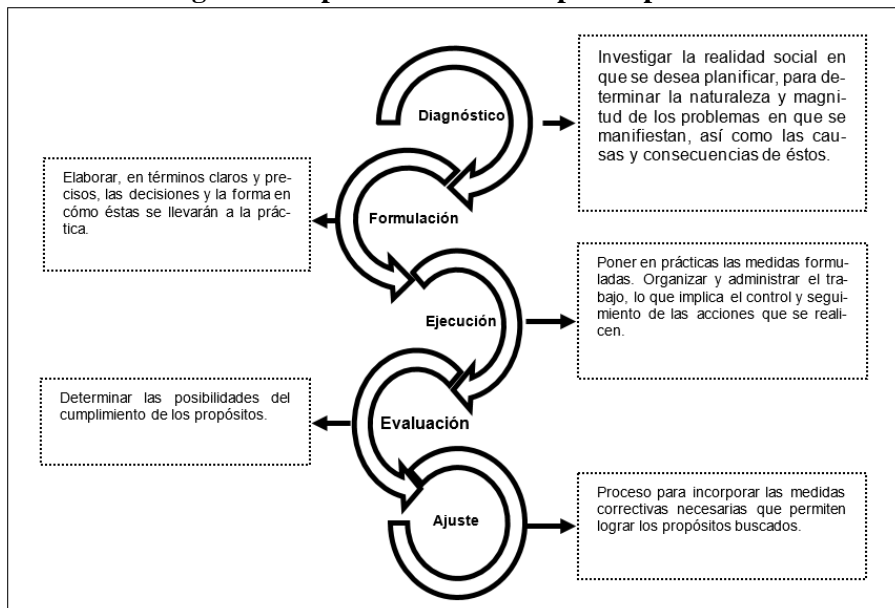 Diagnóstico
Investigar la realidad social en
que se desea planificar, para de-
terminar la naturaleza y magni-
tud de los problemas en que se
manifiestan, así como las cau-
sas y consecuencias de éstos.
Elaborar, en términos claros y pre-
cisos, las decisiones y la forma en
cómo éstas se llevarán a la prác-
tica.
Formulación
Ejecución
Poner en prácticas las medidas formu-
ladas. Organizar y administrar el tra-
bajo, lo que implica el control y segui-
miento de las acciones que se reali-
cen.
Determinar las posibilidades del
cumplimiento de los propósitos.
Evaluación
Ajuste
Proceso para incorporar las medidas
correctivas necesarias que permiten
lograr los propósitos buscados.